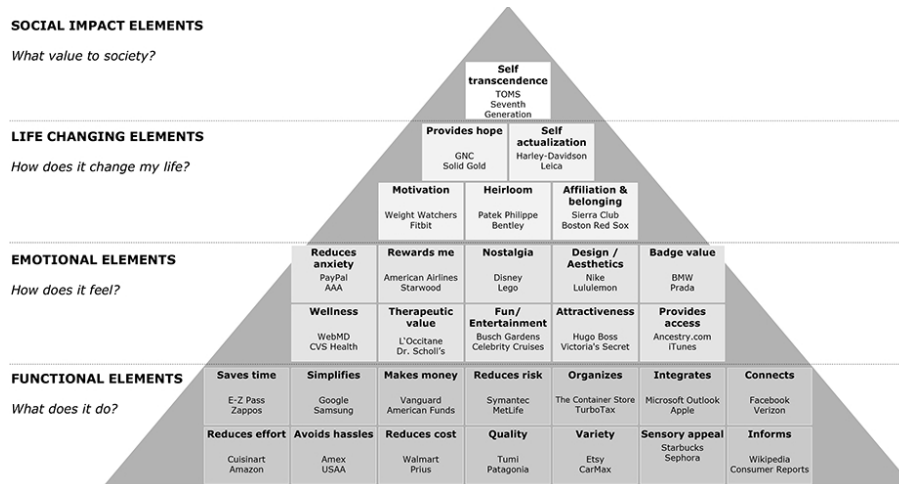 SOCIAL IMPACT ELEMENTS
What value to society?
Self
transcendence
TOMS
Seventh
Generation
LIFE CHANGING ELEMENTS
How does it change my life?
Provides hope
GNC
Solid Gold
Self
actualization
Harley-Davidson
Leica
Motivation
Weight Watchers
Fitbit
Heirloom
Patek Philippe
Bentley
Affiliation &
belonging
Sierra Club
Boston Red Sox
EMOTIONAL ELEMENTS
How does it feel?
Reduces
anxiety
PayPal
AAA
Rewards me
American Airlines
Starwood
Nostalgia
Disney
Lego
Design /
Aesthetics
Nike
Lululemon
Badge value
BMW
Prada
Wellness
WebMD
CVS Health
Therapeutic
value
L'Occitane
Dr. Scholl's
Fun/
Entertainment
Busch Gardens
Celebrity Cruises
Attractiveness
Hugo Boss
Victoria's Secret
Provides
access
Ancestry.com
iTunes
FUNCTIONAL ELEMENTS
What does it do?
Saves time
E-Z Pass
Zappos
Simplifies
Google
Samsung
Makes money
Vanguard
American Funds
Reduces risk
Symantec
MetLife
Organizes
The Container Store
TurboTax
Integrates
Microsoft Outlook
Apple
Connects
Facebook
Verizon
Reduces effort
Cuisinart
Amazon
Avoids hassles
Amex
USAA
Reduces cost
Walmart
Prius
Quality
Tumi
Patagonia
Variety
Etsy
CarMax
Sensory appeal
Starbucks
Sephora
Informs
Wikipedia
Consumer Reports